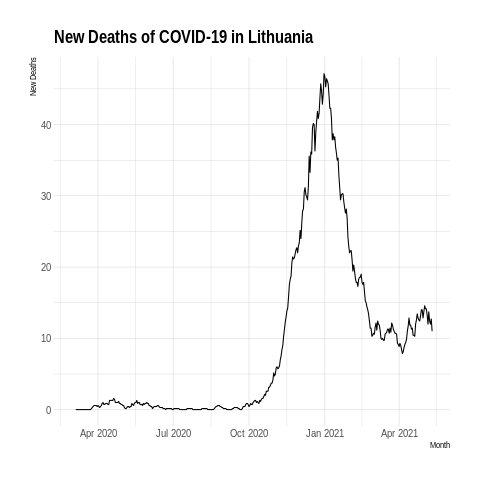 New Deaths of COVID-19 in Lithuania
New Deaths
40
30
20
10
0
Apr 2020 Jul 2020 Oct 2020 Jan 2021 Apr 2021
Month